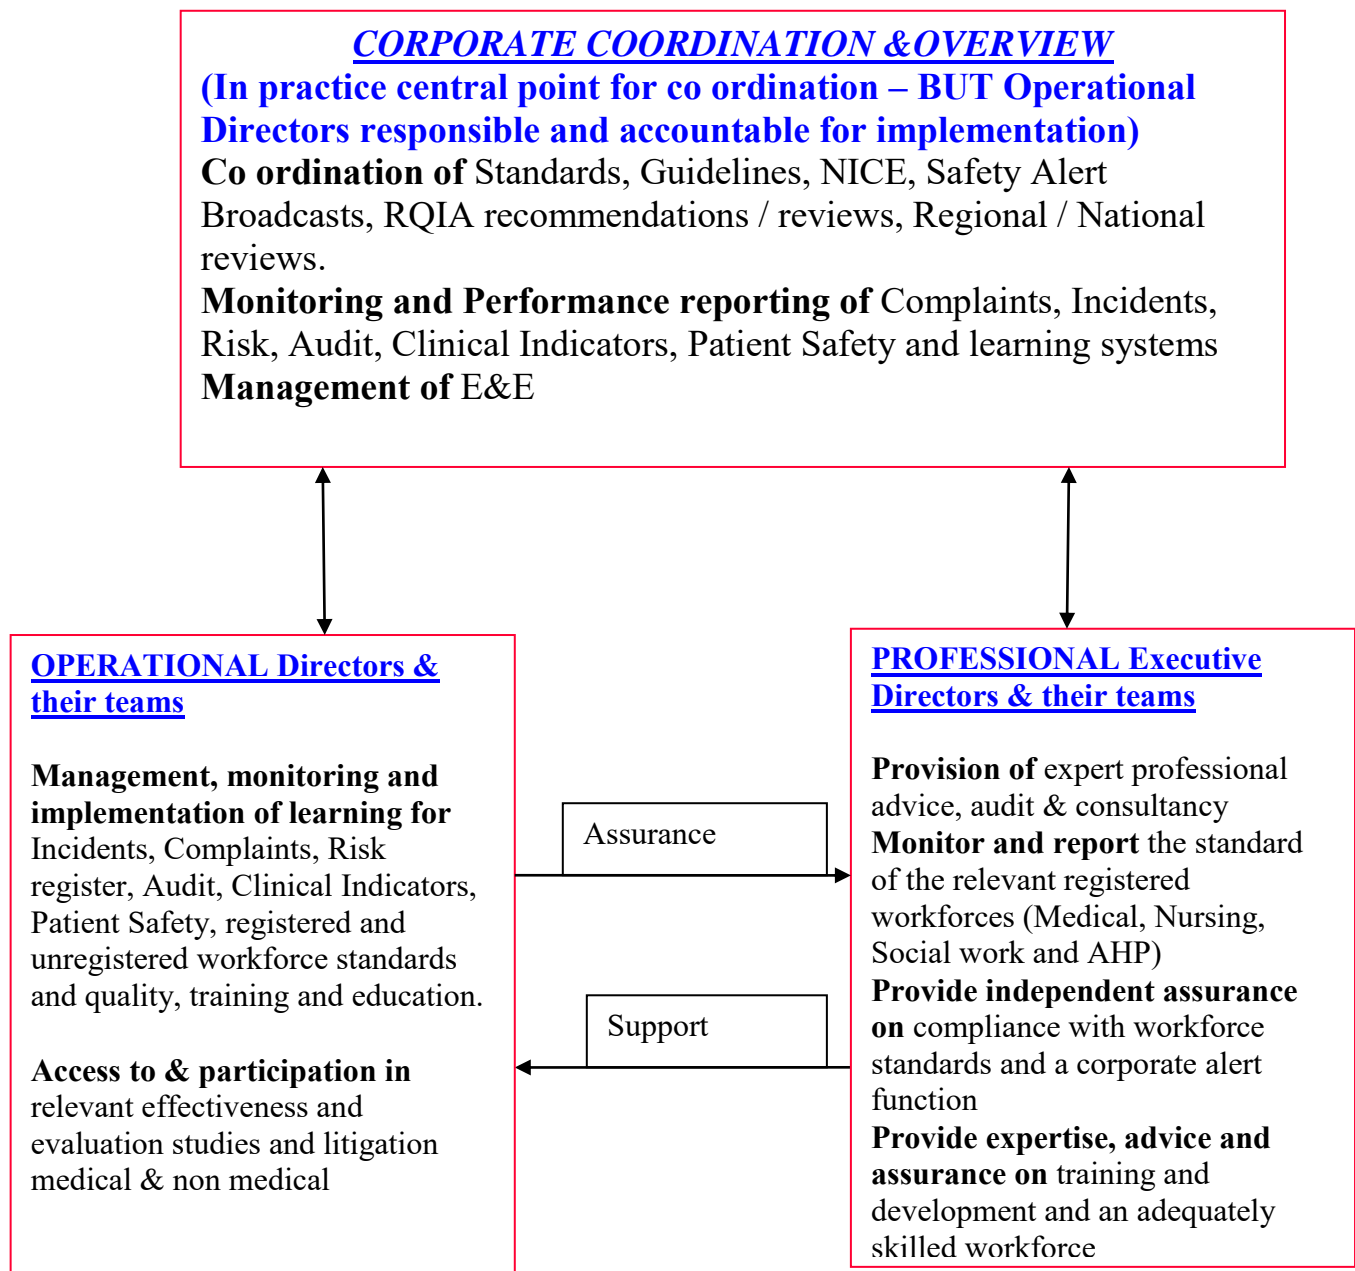 CORPORATE COORDINATION &OVERVIEW
(In practice central point for co ordination – BUT Operational
Directors responsible and accountable for implementation)
Co ordination of Standards, Guidelines, NICE, Safety Alert
Broadcasts, RQIA recommendations / reviews, Regional / National
reviews.
Monitoring and Performance reporting of Complaints, Incidents,
Risk, Audit, Clinical Indicators, Patient Safety and learning systems
Management of E&E
OPERATIONAL Directors &
their teams
Management, monitoring and
implementation of learning for
Incidents, Complaints, Risk
register, Audit, Clinical Indicators,
Patient Safety, registered and
unregistered workforce standards
and quality, training and education.
Access to & participation in
relevant effectiveness and
evaluation studies and litigation
medical & non medical
Assurance
Support
PROFESSIONAL Executive
Directors & their teams
Provision of expert professional
advice, audit & consultancy
Monitor and report the standard
of the relevant registered
workforces (Medical, Nursing,
Social work and AHP)
Provide independent assurance
on compliance with workforce
standards and a corporate alert
function
Provide expertise, advice and
assurance on training and
development and an adequately
skilled workforce